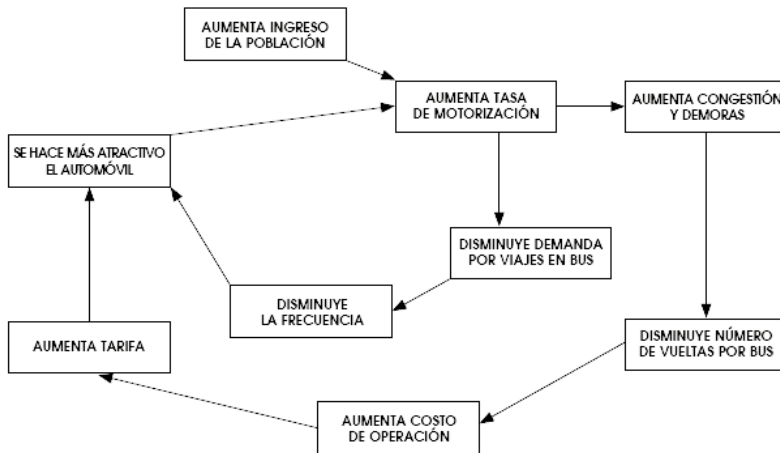 AUMENTA INGRESO
DE LA POBLACIÓN
AUMENTA TASA
DE MOTORIZACIÓN
AUMENTA CONGESTIÓN
Y DEMORAS
SE HACE MÁS ATRACTIVO
EL AUTOMÓVIL
DISMINUYE DEMANDA
POR VIAJES EN BUS
DISMINUYE
LA FRECUENCIA
AUMENTA TARIFA
DISMINUYE NÚMERO
DE VUELTAS POR BUS
AUMENTA COSTO
DE OPERACIÓN